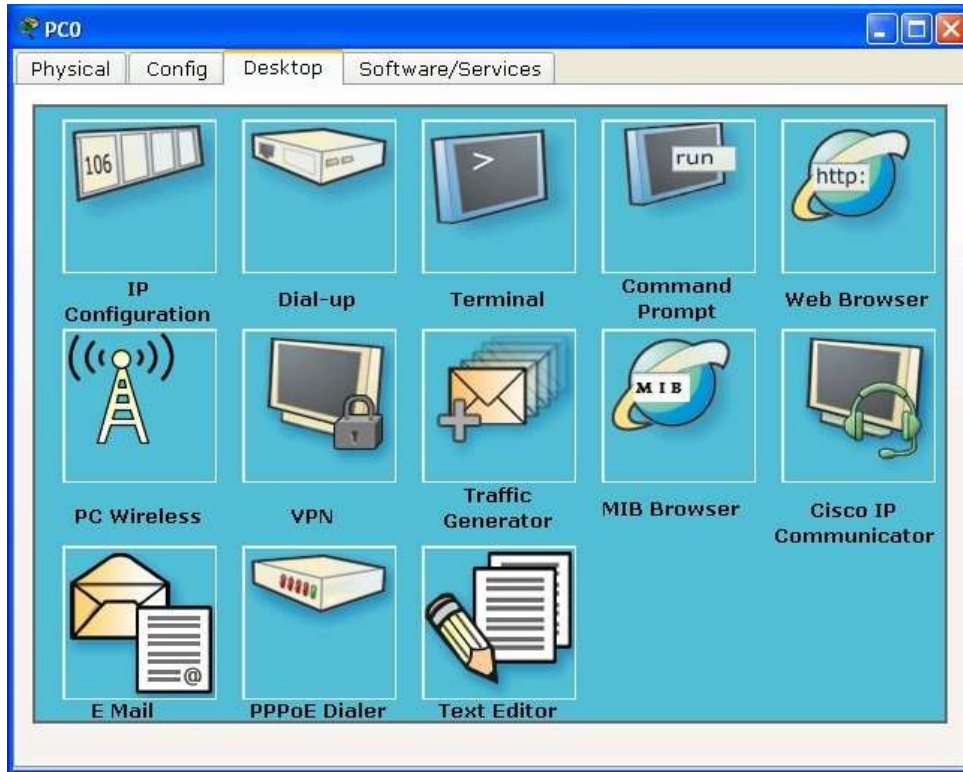 PC0
Physical
Config
Desktop
Software/Services
106
>
run
http:
IP
Configuration
Dial-up
Terminal
Command
Prompt
Web Browser
MIB
PC Wireless
VPN
Traffic
Generator
MIB Browser
Cisco IP
Communicator
@
E Mail
PPPoE Dialer
Text Editor